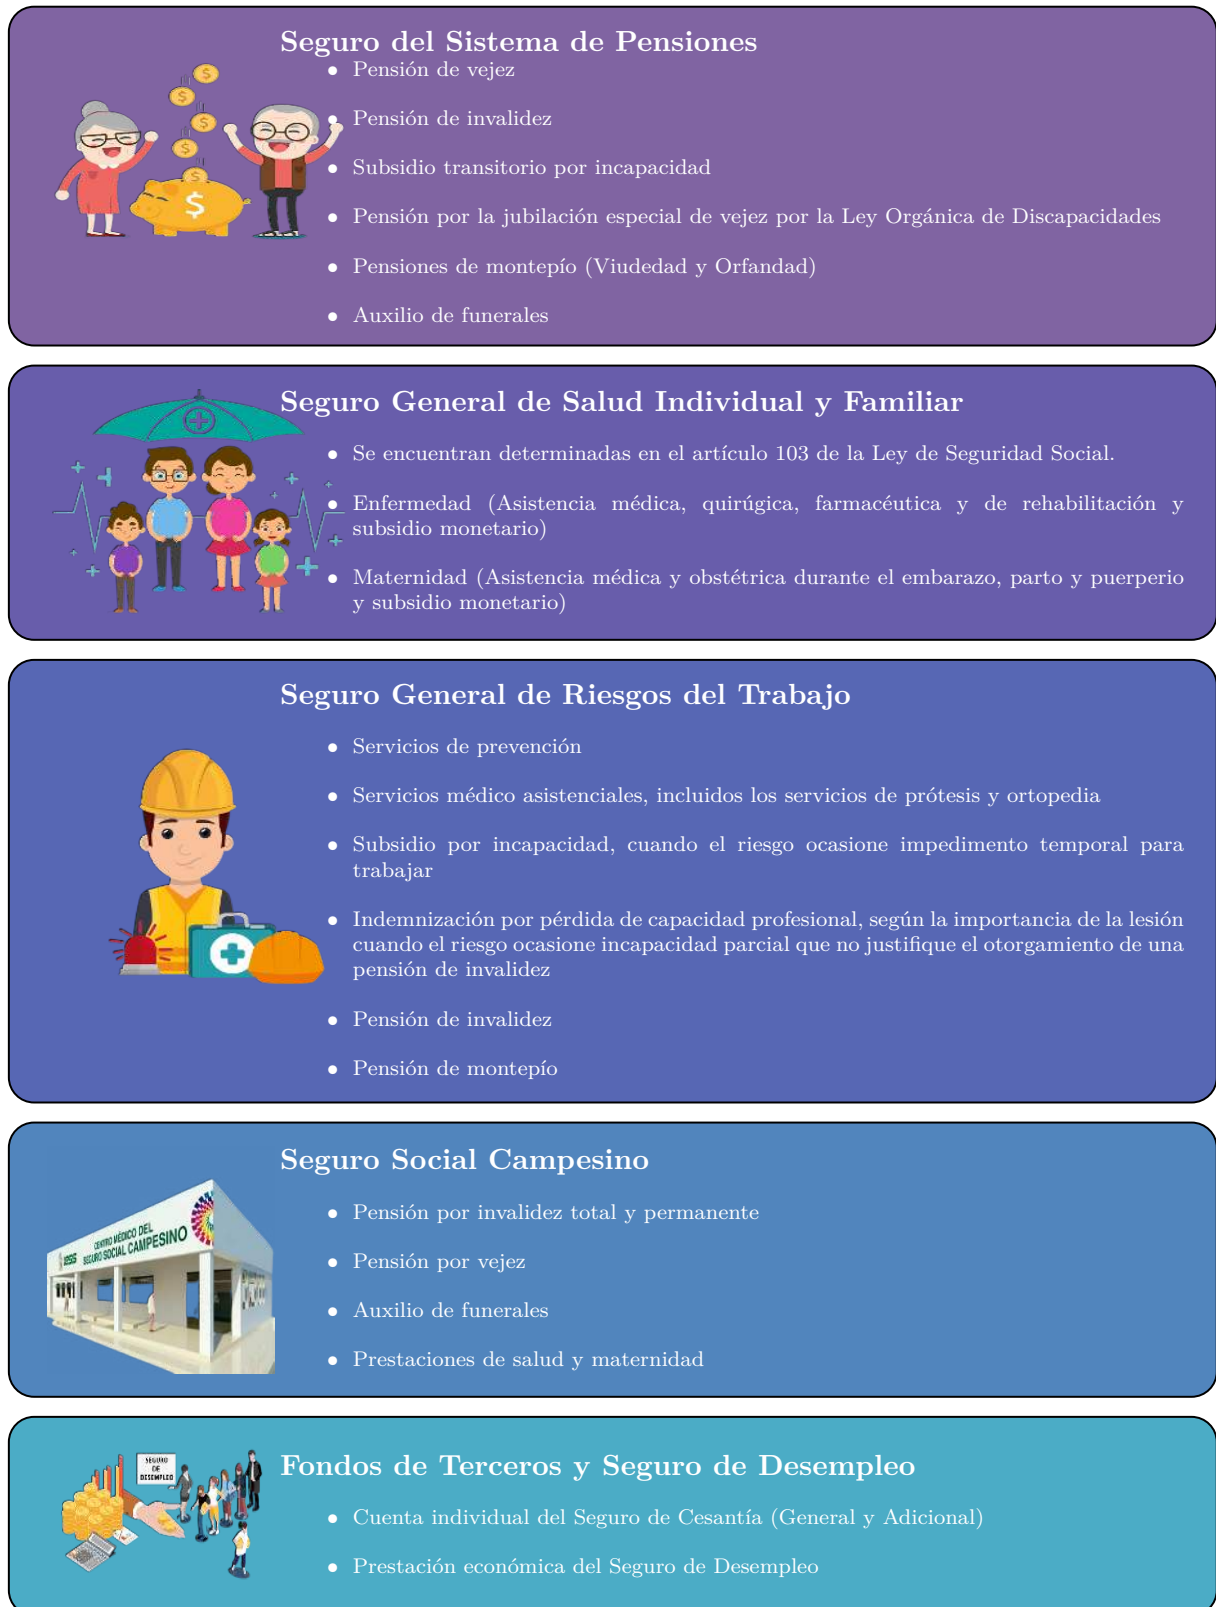 Seguro del Sistema de Pensiones
• Pensión de vejez
• Pensión de invalidez
• Subsidio transitorio por incapacidad
• Pensión por la jubilación especial de vejez por la Ley Orgánica de Discapacidades
• Pensiones de montepío (Viudedad y Orfandad)
• Auxilio de funerales
Seguro General de Salud Individual y Familiar
• Se encuentran determinadas en el artículo 103 de la Ley de Seguridad Social.
• Enfermedad (Asistencia médica, quirúgica, farmacéutica y de rehabilitación y
subsidio monetario)
• Maternidad (Asistencia médica y obstétrica durante el embarazo, parto y puerperio
y subsidio monetario)
Seguro General de Riesgos del Trabajo
• Servicios de prevención
• Servicios médico asistenciales, incluidos los servicios de prótesis y ortopedia
• Subsidio por incapacidad, cuando el riesgo ocasione impedimento temporal para
trabajar
• Indemnización por pérdida de capacidad profesional, según la importancia de la lesión
cuando el riesgo ocasione incapacidad parcial que no justifique el otorgamiento de una
pensión de invalidez
• Pensión de invalidez
• Pensión de montepío
Seguro Social Campesino
CENTRO MÉDICO DEL
SEGURO SOCIAL CAMPESINO
• Pensión por invalidez total y permanente
• Pensión por vejez
• Auxilio de funerales
• Prestaciones de salud y maternidad
SEGURO
DE
DESEMPLEO
Fondos de Terceros y Seguro de Desempleo
• Cuenta individual del Seguro de Cesantía (General y Adicional)
• Prestación económica del Seguro de Desempleo